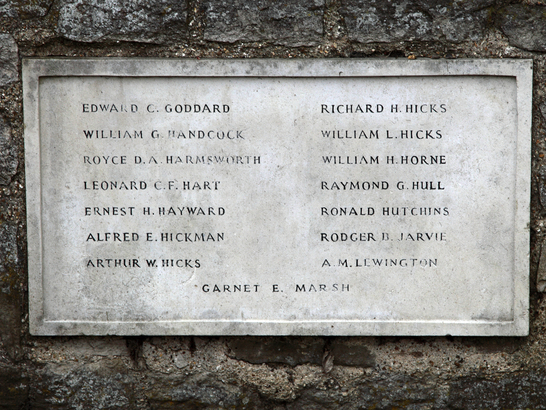 EDWARD C. GODDARD
WILLIAM G. HANDCOCK
ROYCE D.A. HARMSWORTH
LEONARD C.F. HART
ERNEST H. HAYWARD
ALFRED E. HICKMAN
ARTHUR W. HICKS
RICHARD H. HICKS
WILLIAM L. HICKS
WILLIAM H. HORNE
RAYMOND G. HULL
RONALD HUTCHINS
RODGER B. JARVIE
A.M. LEWINGTON
GARNET E. MARSH